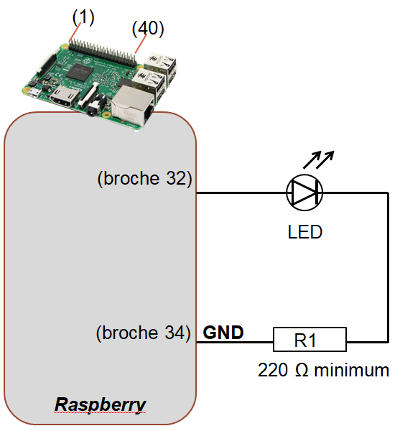 (1)
(40)
(broche 32)
LED
(broche 34) GND
R1
220 Ω minimum
Raspberry